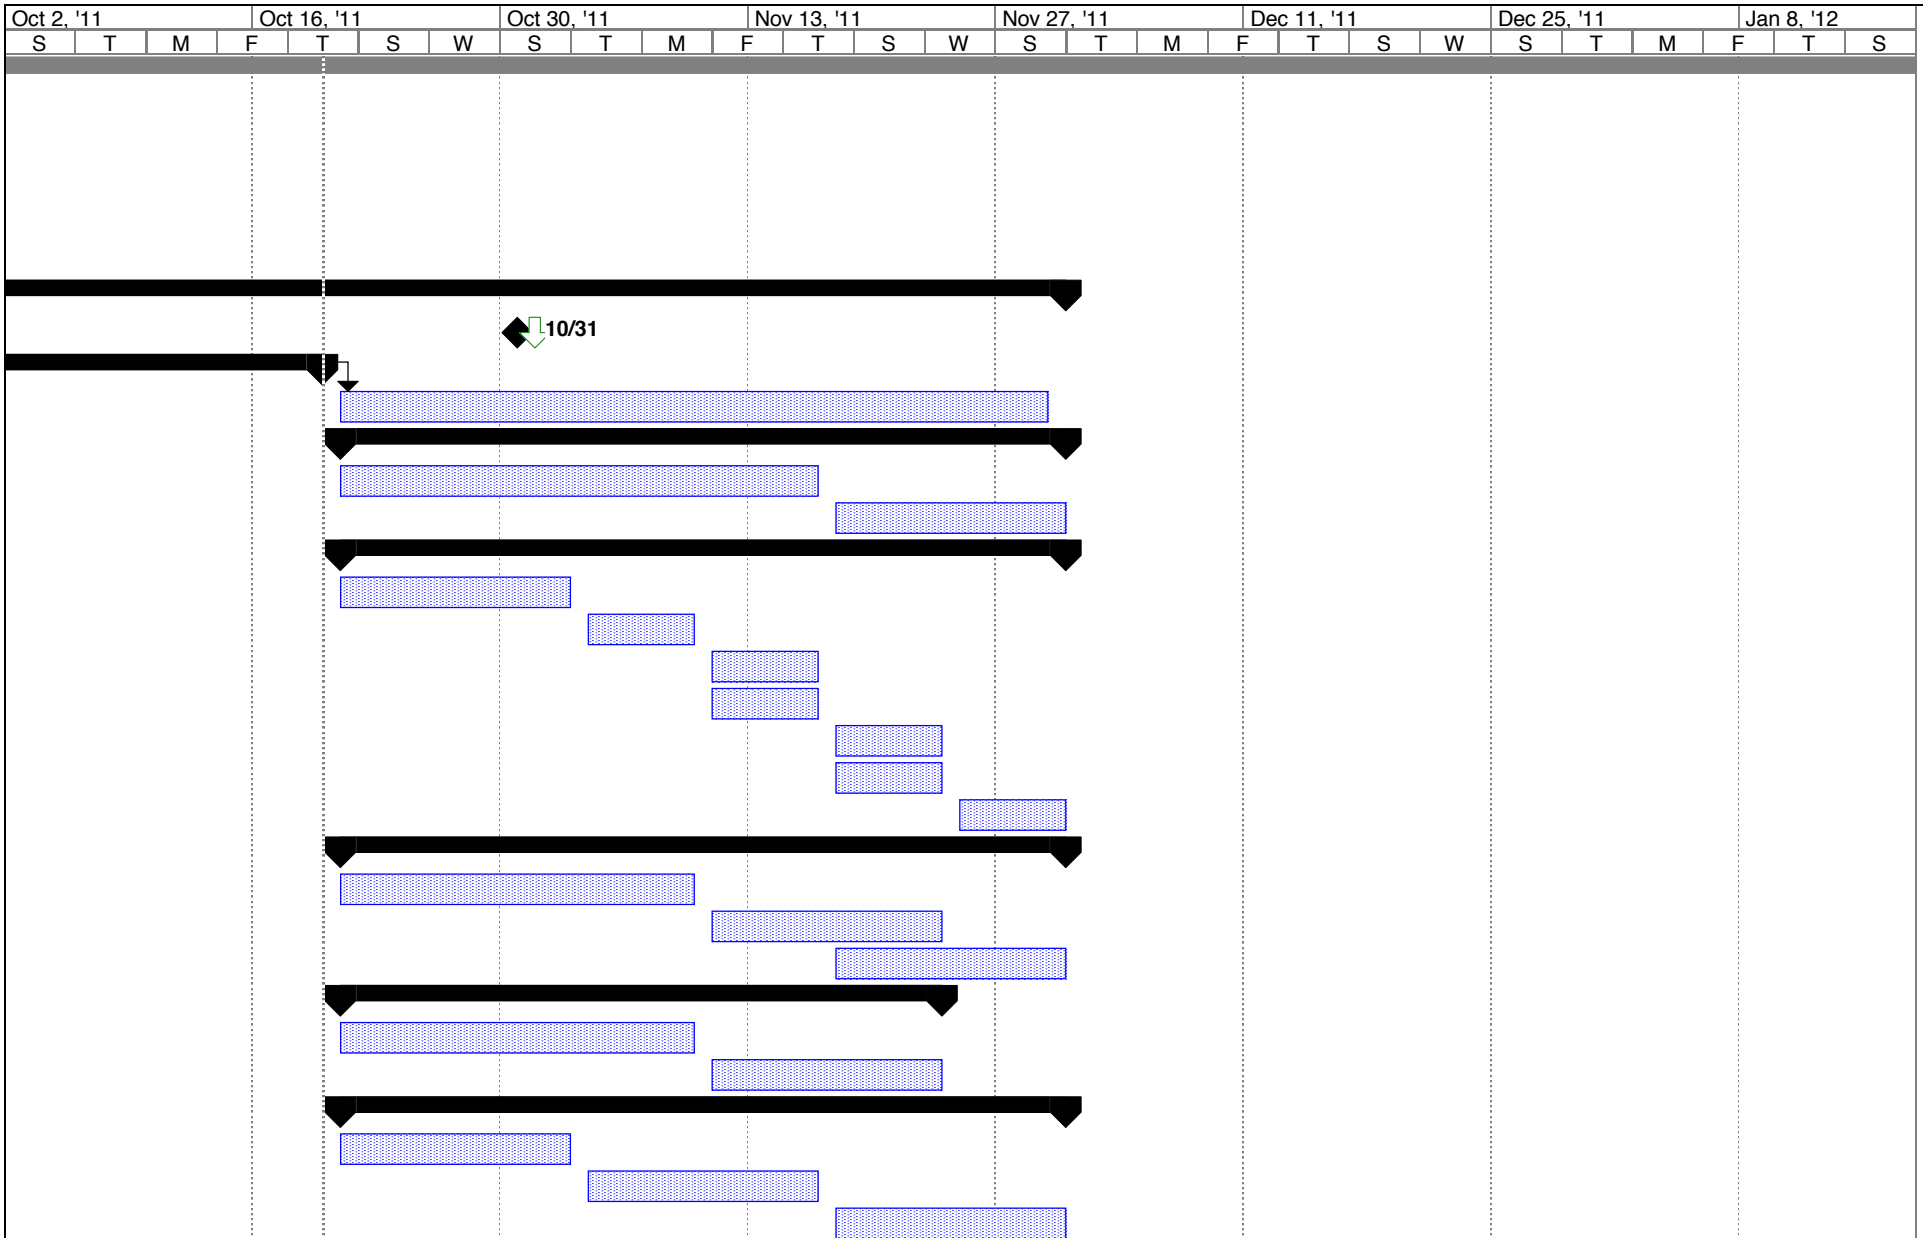 Oct 2, '11 Oct 16, '11 Oct 30, '11 Nov 13, '11 Nov 27, '11 Dec 11, '11 Dec 25, '11 Jan 8, '12
S T M F T S W S T M F T S W S T M F T S W S T M F T S
10/31